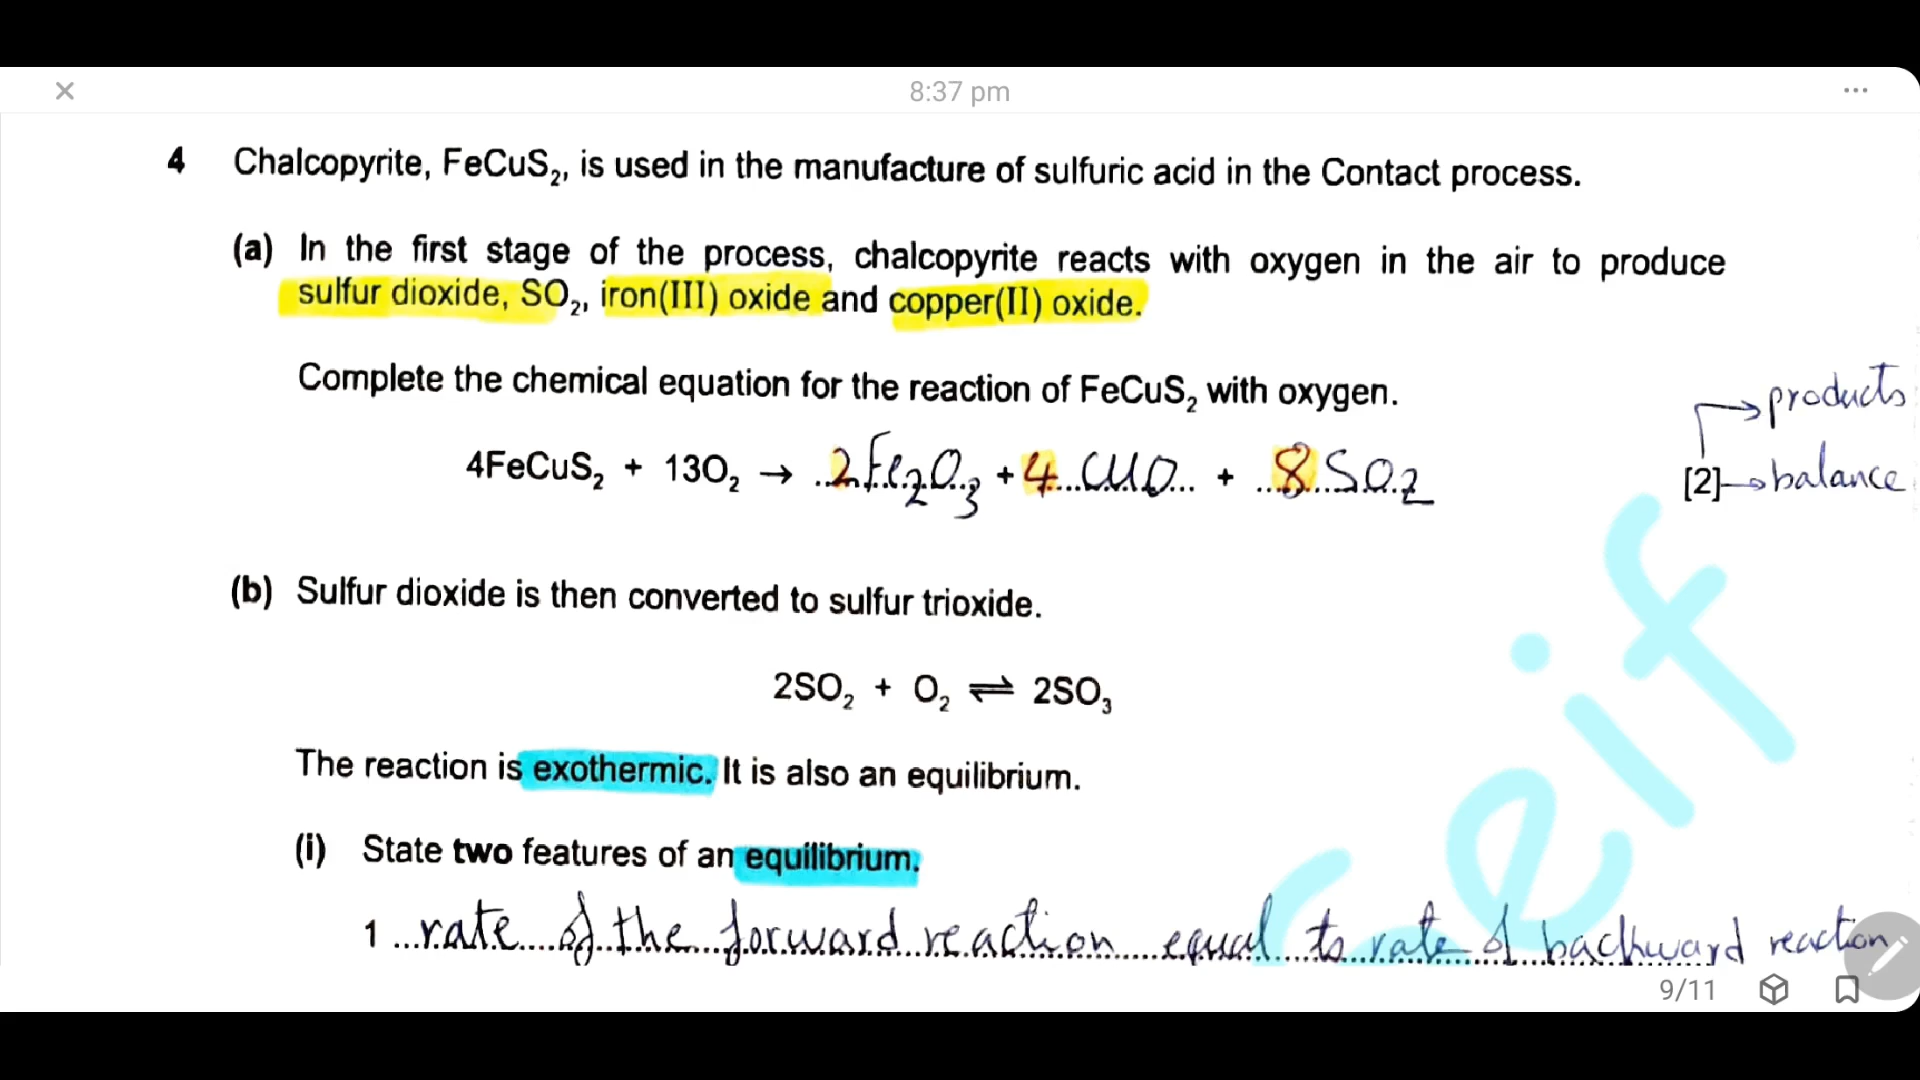 8:37 pm
4 Chalcopyrite, FeCuS₂, is used in the manufacture of sulfuric acid in the Contact process.
(a) In the first stage of the process, chalcopyrite reacts with oxygen in the air to produce
sulfur dioxide, SO₂, iron(III) oxide and copper(II) oxide.
Complete the chemical equation for the reaction of FeCuS₂ with oxygen.
products
4FeCuS₂ + 13O₂ → 2Fe₂O₃ + 4CuO + 8SO₂ [2] → balance
(b) Sulfur dioxide is then converted to sulfur trioxide.
2SO₂ + O₂ ⇌ 2SO₃
The reaction is exothermic. It is also an equilibrium.
(i) State two features of an equilibrium.
1 rate of the forward reaction equal to rate of backward reaction
9/11
Seif